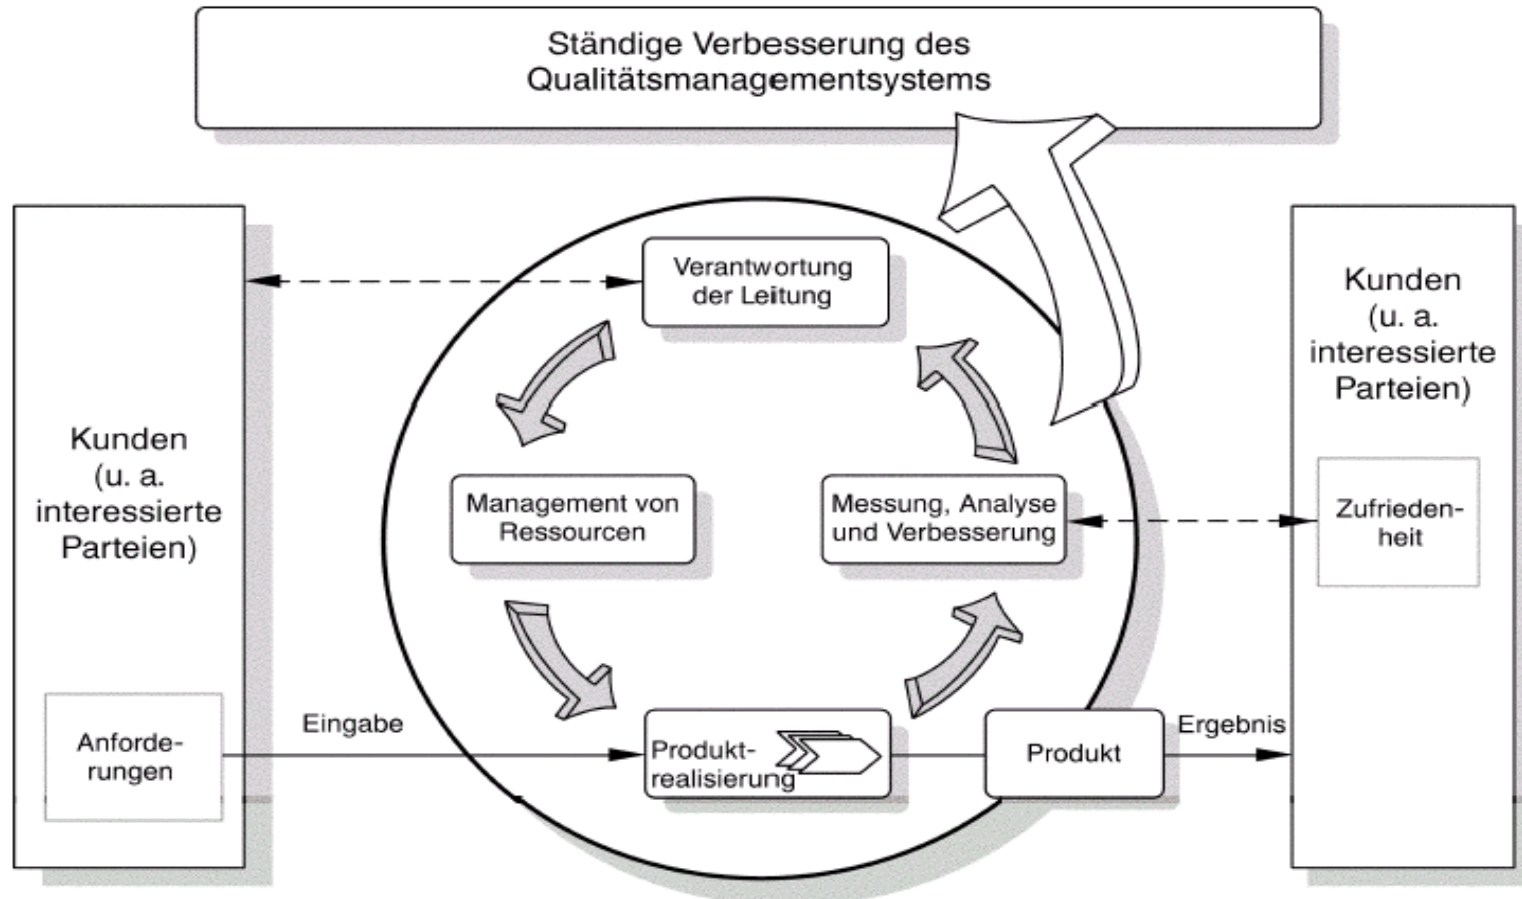 Ständige Verbesserung des
Qualitätsmanagementsystems
Kunden
(u. a.
interessierte
Parteien)
Anforde-
rungen
Eingabe
Verantwortung
der Leitung
Management von
Ressourcen
Messung, Analyse
und Verbesserung
Produkt-
realisierung
Produkt
Ergebnis
Kunden
(u. a.
interessierte
Parteien)
Zufrieden-
heit